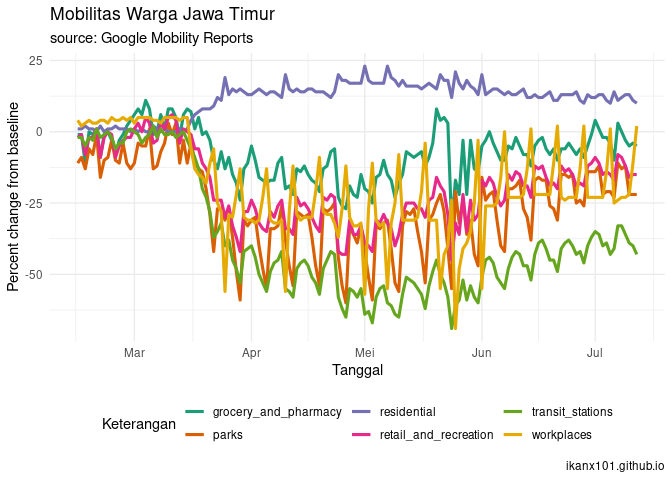 Mobilitas Warga Jawa Timur
source: Google Mobility Reports
Percent change from baseline
25
0
-25
-50
Mar Apr Mei Jun Jul
Tanggal
Keterangan
grocery_and_pharmacy residential transit_stations
parks retail_and_recreation workplaces
ikanx101.github.io